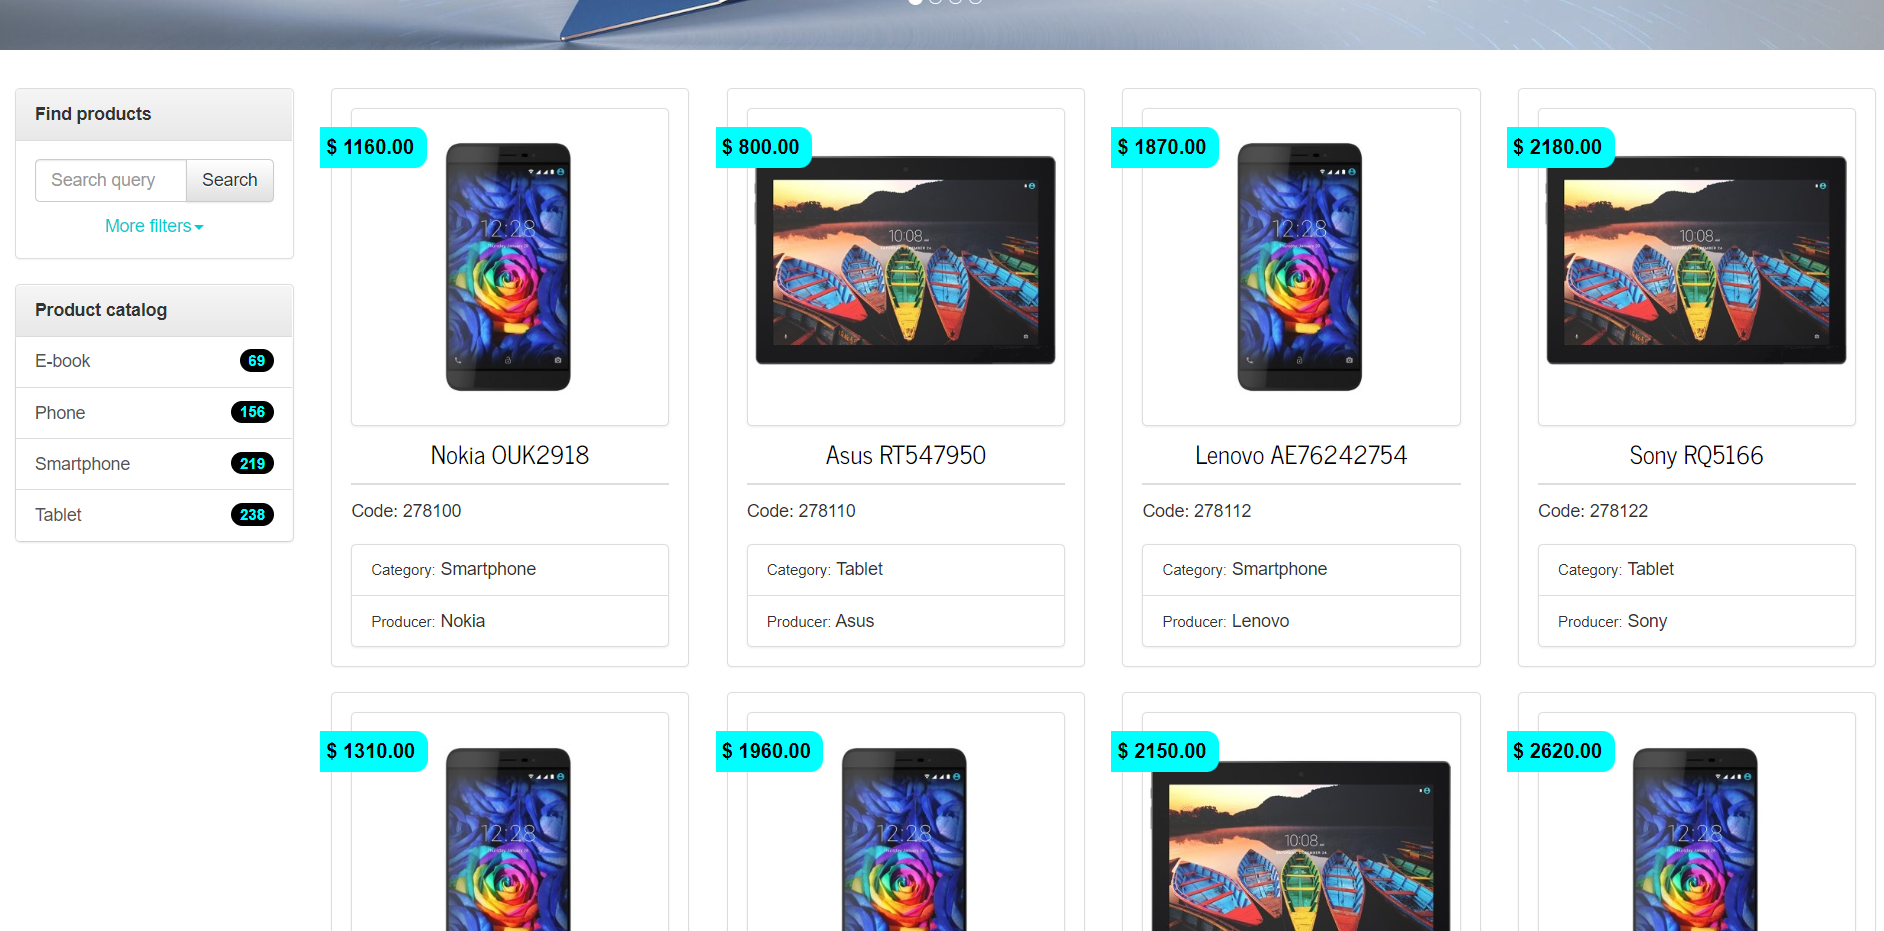 Find products
Search query
Search
More filters
Product catalog
E-book 69
Phone 156
Smartphone 219
Tablet 238
$ 1160.00
12:28
Nokia OUK2918
Code: 278100
Category: Smartphone
Producer: Nokia
$ 800.00
10:08
Asus RT547950
Code: 278110
Category: Tablet
Producer: Asus
$ 1870.00
12:28
Lenovo AE76242754
Code: 278112
Category: Smartphone
Producer: Lenovo
$ 2180.00
10:08
Sony RQ5166
Code: 278122
Category: Tablet
Producer: Sony
$ 1310.00
12:28
$ 1960.00
12:28
$ 2150.00
10:08
$ 2620.00
12:28